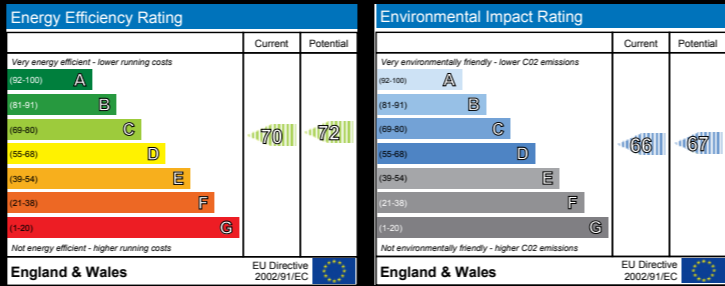 Energy Efficiency Rating
Current Potential
Very energy efficient - lower running costs
(92-100) A
(81-91) B
(69-80) C
(55-68) D
(39-54) E
(21-38) F
(1-20) G
70 72
Not energy efficient - higher running costs
England & Wales
EU Directive
2002/91/EC
Environmental Impact Rating
Current Potential
Very environmentally friendly - lower C02 emissions
(92-100) A
(81-91) B
(69-80) C
(55-68) D
(39-54) E
(21-38) F
(1-20) G
66 67
Not environmentally friendly - higher C02 emissions
England & Wales
EU Directive
2002/91/EC